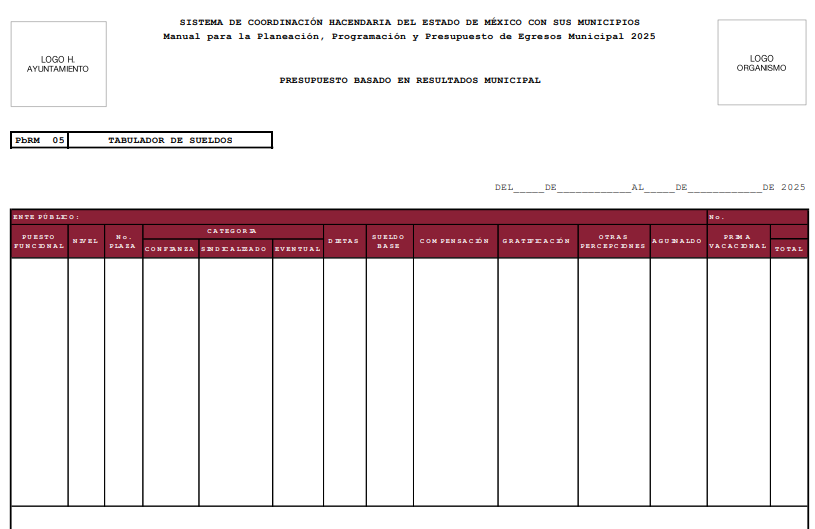 SISTEMA DE COORDINACIÓN HACENDARIA DEL ESTADO DE MÉXICO CON SUS MUNICIPIOS
Manual para la Planeación, Programación y Presupuesto de Egresos Municipal 2025
LOGO H.
AYUNTAMIENTO
LOGO
ORGANISMO
PRESUPUESTO BASADO EN RESULTADOS MUNICIPAL
PbRM 05 TABULADOR DE SUELDOS
DEL_____DE____________AL_____DE____________DE 2025
ENTE PÚBLICO: No.
PUESTO FUNCIONAL
NIVEL
No. PLAZA
CATEGORIA
CONFIANZA SINDICALIZADO EVENTUAL
DIETAS
SUELDO BASE
COMPENSACIÓN
GRATIFICACIÓN
OTRAS PERCEPCIONES
AGUINALDO
PRIMA VACACIONAL
TOTAL